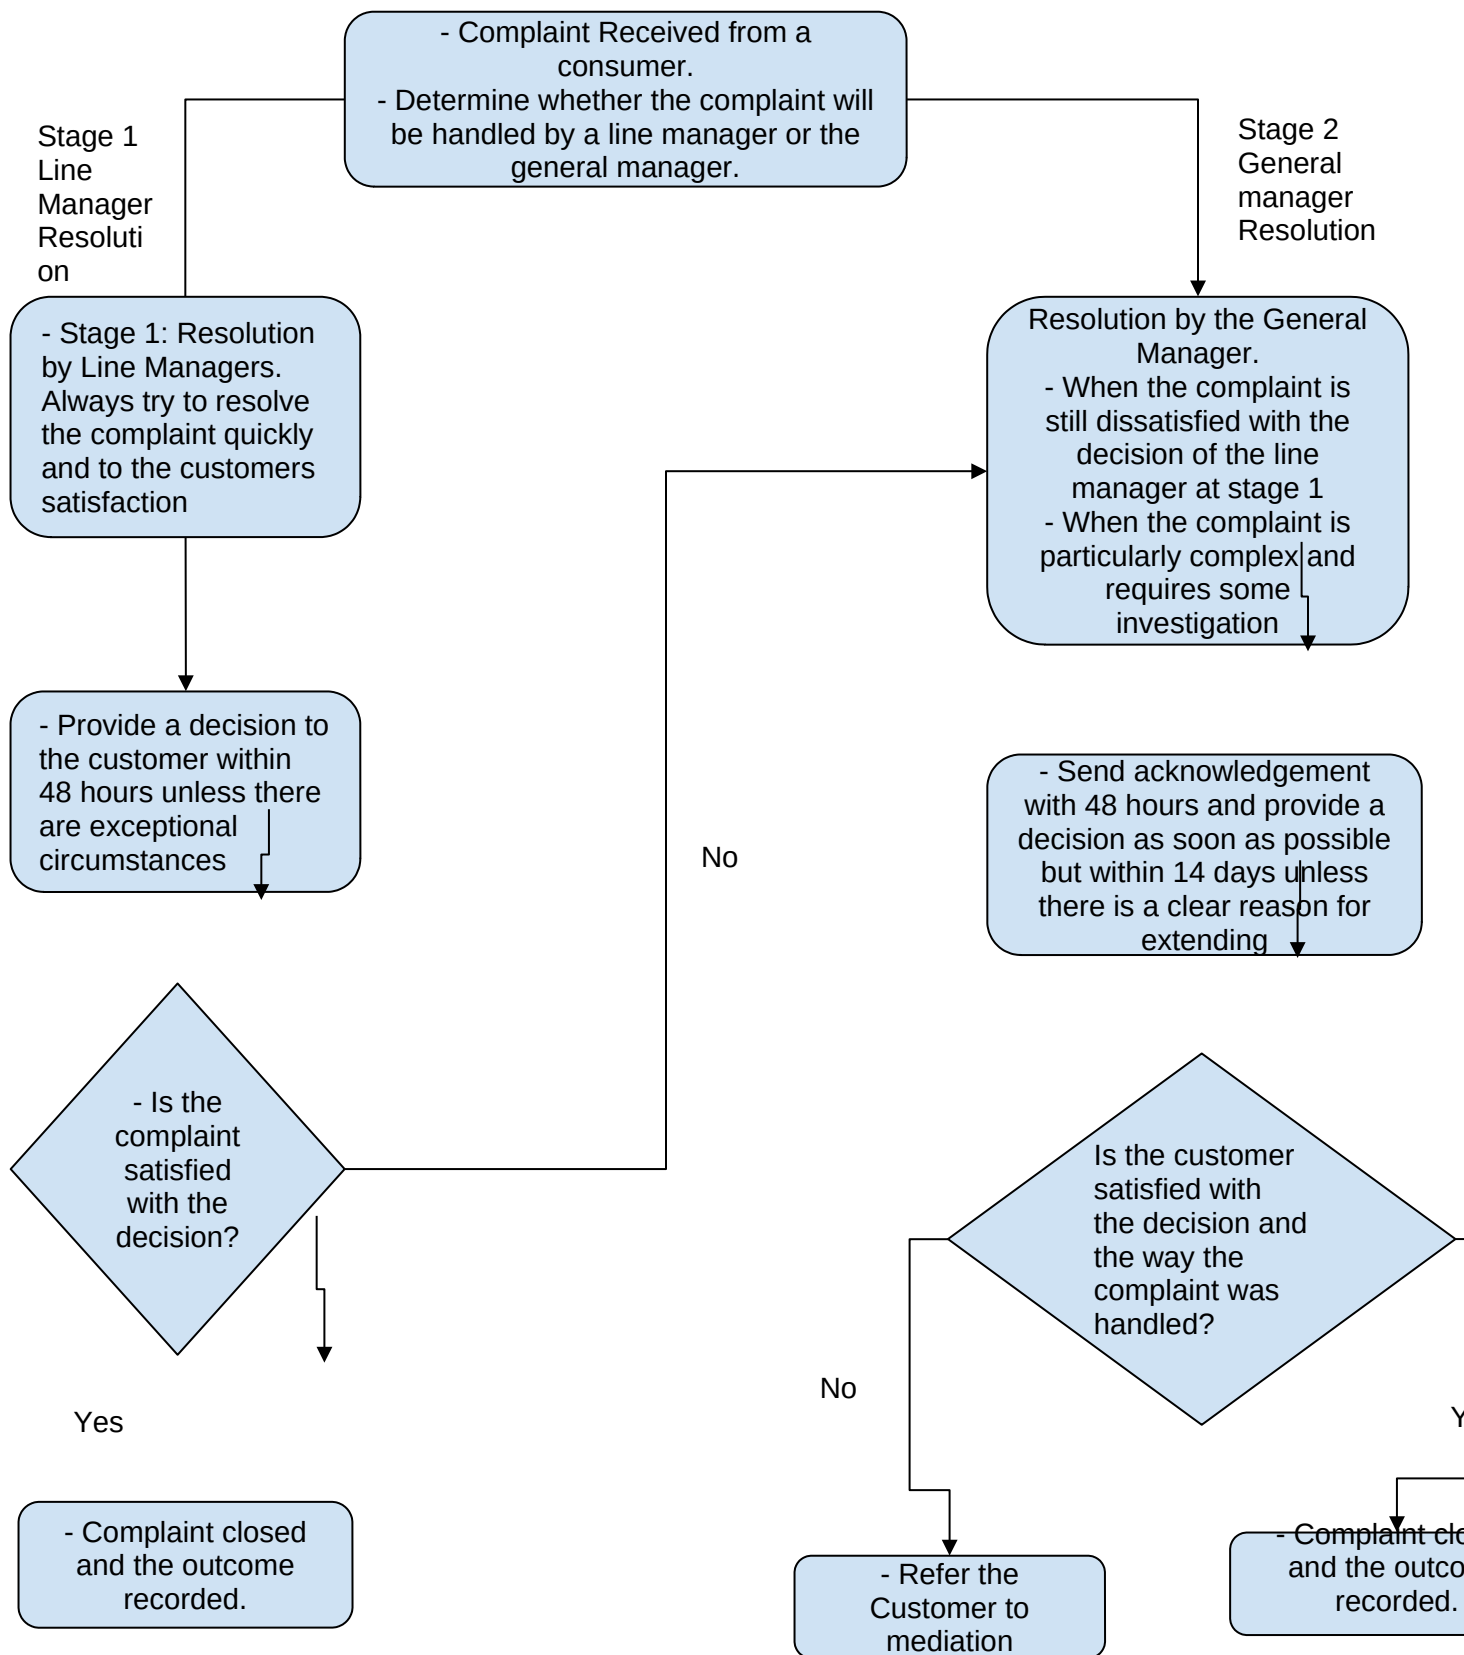 - Complaint Received from a
consumer.
- Determine whether the complaint will
be handled by a line manager or the
general manager.
Stage 1
Line
Manager
Resoluti
on
Stage 2
General
manager
Resolution
- Stage 1: Resolution
by Line Managers.
Always try to resolve
the complaint quickly
and to the customers
satisfaction
Resolution by the General
Manager.
- When the complaint is
still dissatisfied with the
decision of the line
manager at stage 1
- When the complaint is
particularly complex and
requires some
investigation
- Provide a decision to
the customer within
48 hours unless there
are exceptional
circumstances
- Send acknowledgement
with 48 hours and provide a
decision as soon as possible
but within 14 days unless
there is a clear reason for
extending
No
- Is the
complaint
satisfied
with the
decision?
Is the customer
satisfied with
the decision and
the way the
complaint was
handled?
No
Yes
- Complaint closed
and the outcome
recorded.
- Refer the
Customer to
mediation
- Complaint
and the
recorded.